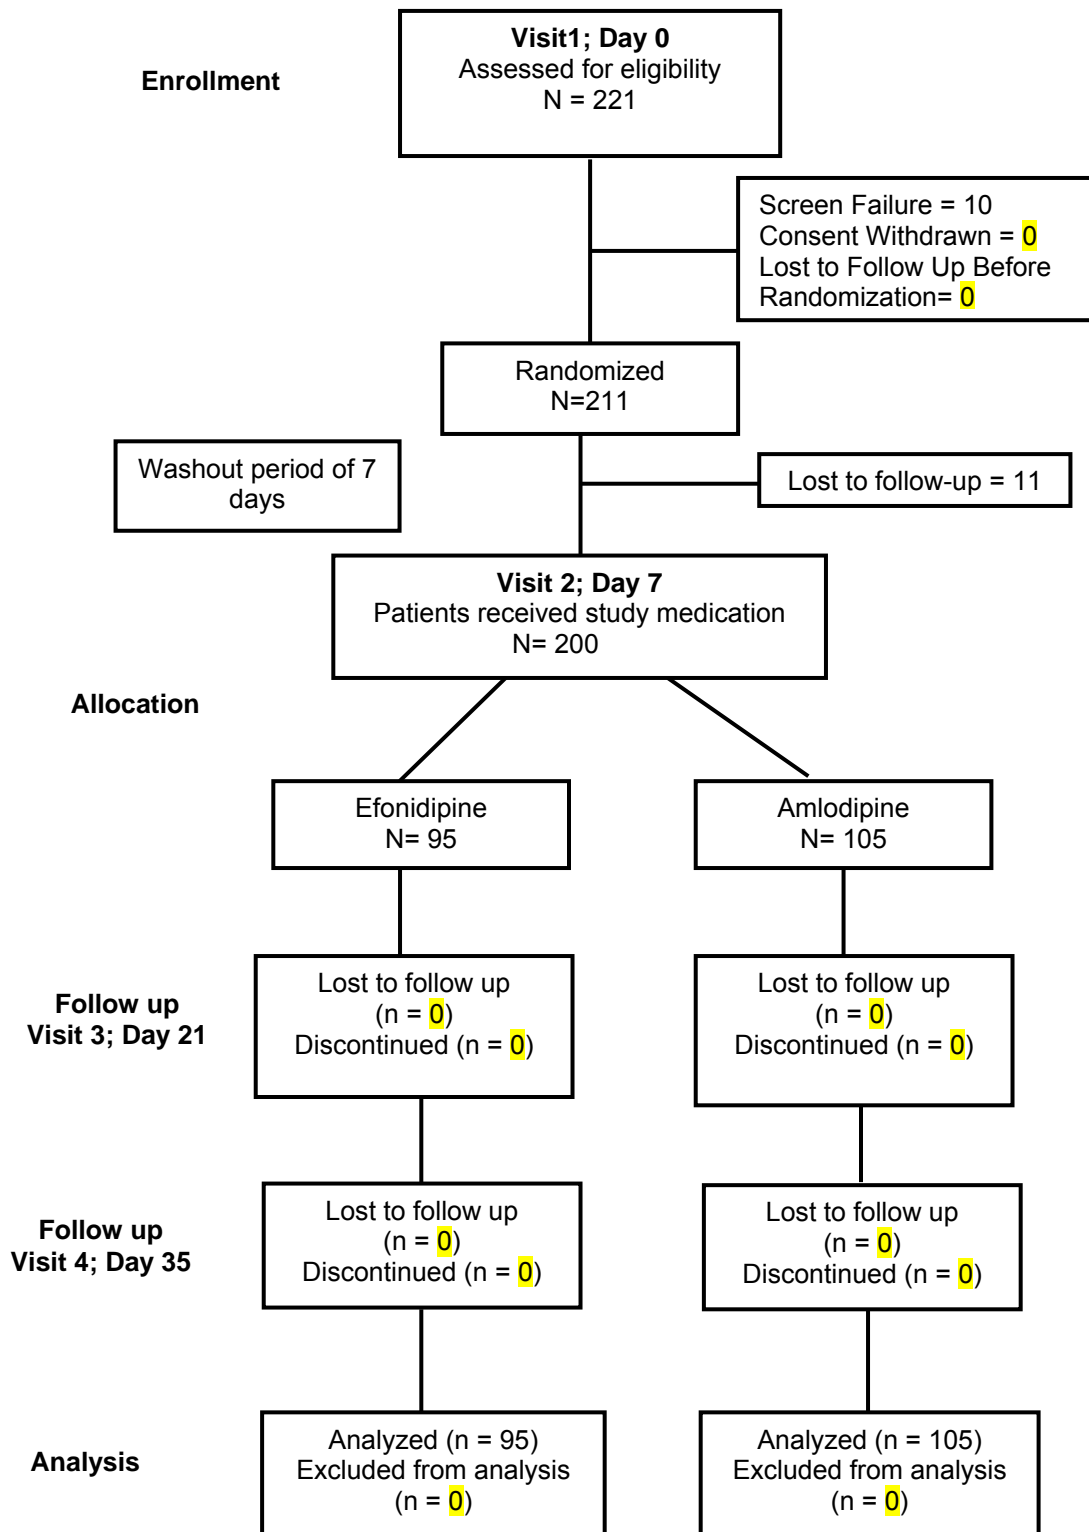 Visit1; Day 0
Assessed for eligibility
N = 221
Enrollment
Screen Failure = 10
Consent Withdrawn = 0
Lost to Follow Up Before
Randomization= 0
Randomized
N=211
Washout period of 7
days
Lost to follow-up = 11
Visit 2; Day 7
Patients received study medication
N= 200
Allocation
Efonidipine
N= 95
Amlodipine
N= 105
Follow up
Visit 3; Day 21
Lost to follow up
(n = 0)
Discontinued (n = 0)
Lost to follow up
(n = 0)
Discontinued (n = 0)
Follow up
Visit 4; Day 35
Lost to follow up
(n = 0)
Discontinued (n = 0)
Lost to follow up
(n = 0)
Discontinued (n = 0)
Analysis
Analyzed (n = 95)
Excluded from analysis
(n = 0)
Analyzed (n = 105)
Excluded from analysis
(n = 0)